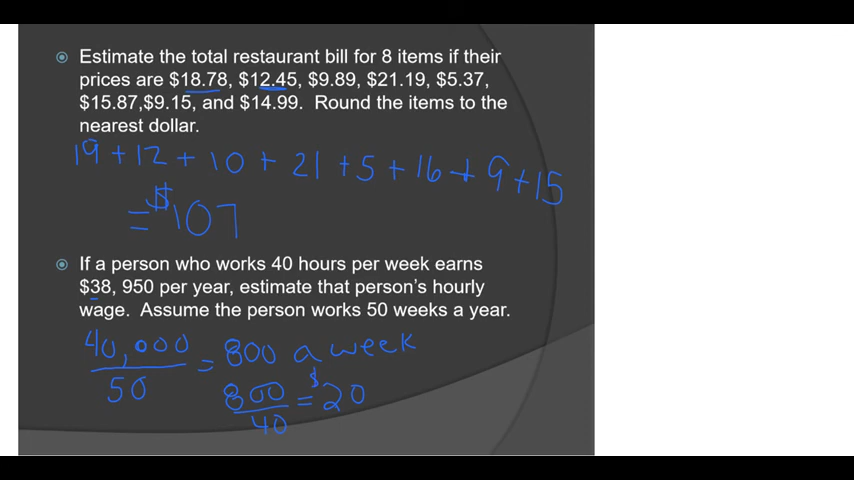 Estimate the total restaurant bill for 8 items if their
prices are $18.78, $12.45, $9.89, $21.19, $5.37,
$15.87,$9.15, and $14.99. Round the items to the
nearest dollar.
19 + 12 + 10 + 21 + 5 + 16 + 9 + 15
= $107
If a person who works 40 hours per week earns
$38, 950 per year, estimate that person's hourly
wage. Assume the person works 50 weeks a year.
40,000/50 = 800 a week
800/40 = $20